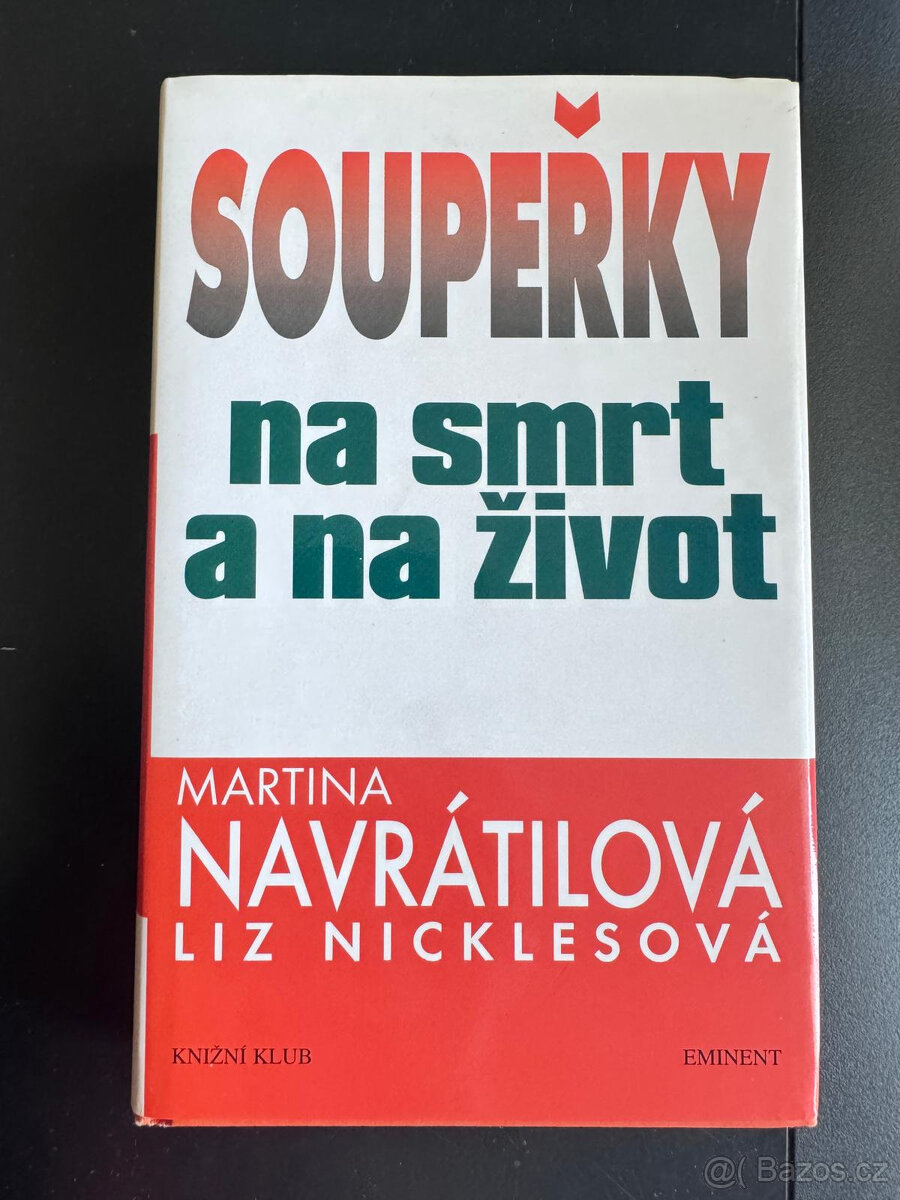 SOUPEŘKY
na smrt
a na život
MARTINA
NAVRÁTILOVÁ
LIZ NICKLESOVÁ
KNIŽNÍ KLUB EMINENT
@( Bazos.cz